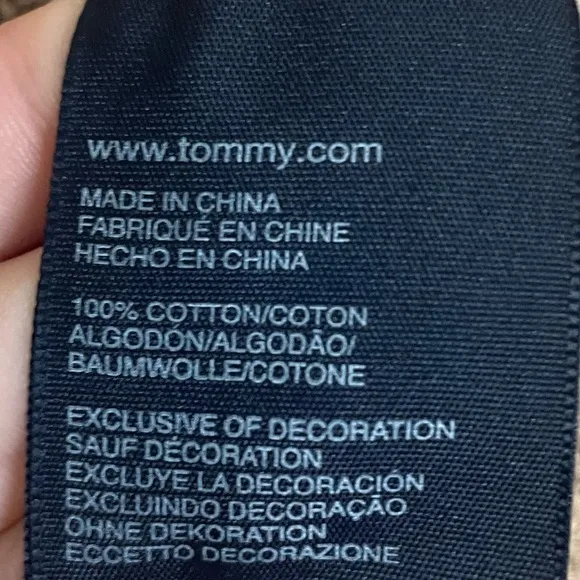 www.tommy.com
MADE IN CHINA
FABRIQUÉ EN CHINE
HECHO EN CHINA
100% COTTON/COTON
ALGODÓN/ALGODÃO/
BAUMWOLLE/COTONE
EXCLUSIVE OF DECORATION
SAUF DÉCORATION
EXCLUYE LA DECORACIÓN
EXCLUINDO DECORAÇÃO
OHNE DEKORATION
ECCETTO DECORAZIONE